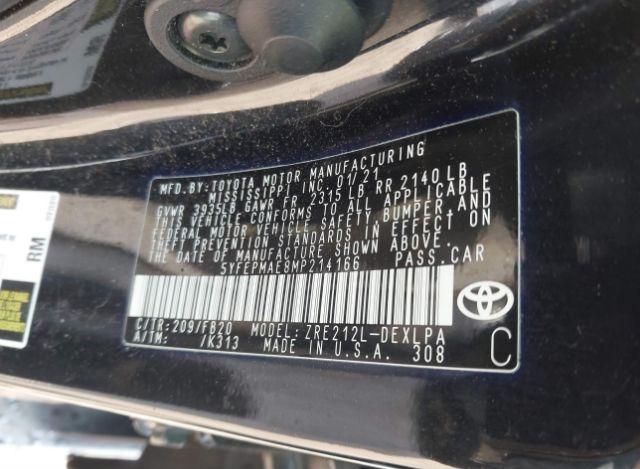 MFD.BY:TOYOTA MOTOR MANUFACTURING
MISSISSIPPI INC. 01/21
GVWR 3935LB GAWR FR 2315 LB RR 2140 LB
THIS VEHICLE CONFORMS TO ALL APPLICABLE
FEDERAL MOTOR VEHICLE SAFETY, BUMPER, AND
THEFT PREVENTION STANDARDS IN EFFECT ON
THE DATE OF MANUFACTURE SHOWN ABOVE.
5YFEPMAE8MP214166 PASS.CAR
C/TR:209/FB20 MODEL: ZRE212L-DEXLPA
A/TM: /K313 MADE IN U.S.A. 308
C
RM